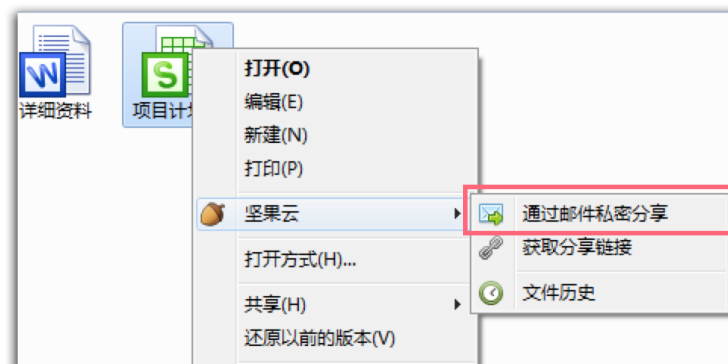 详细资料
项目计
打开(O)
编辑(E)
新建(N)
打印(P)
坚果云
通过邮件私密分享
获取分享链接
打开方式(H)...
文件历史
共享(H)
还原以前的版本(V)